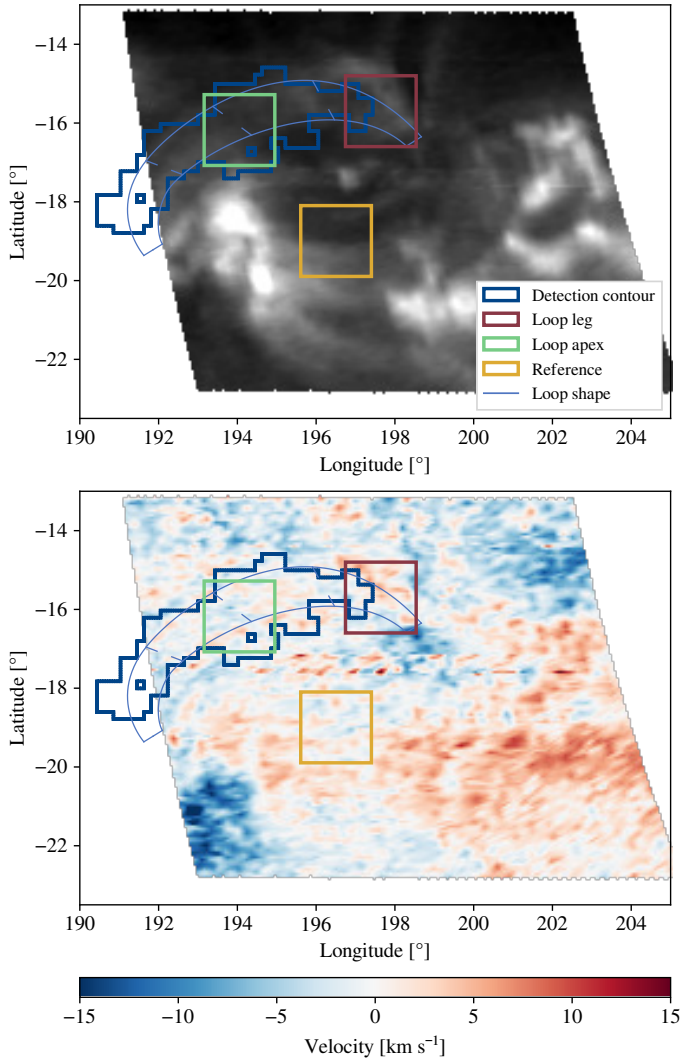 −14
−16
−18
−20
−22
Latitude [°]
Detection contour
Loop leg
Loop apex
Reference
Loop shape
190 192 194 196 198 200 202 204
Longitude [°]
−14
−16
−18
−20
−22
Latitude [°]
190 192 194 196 198 200 202 204
Longitude [°]
−15 −10 −5 0 5 10 15
Velocity [km s⁻¹]